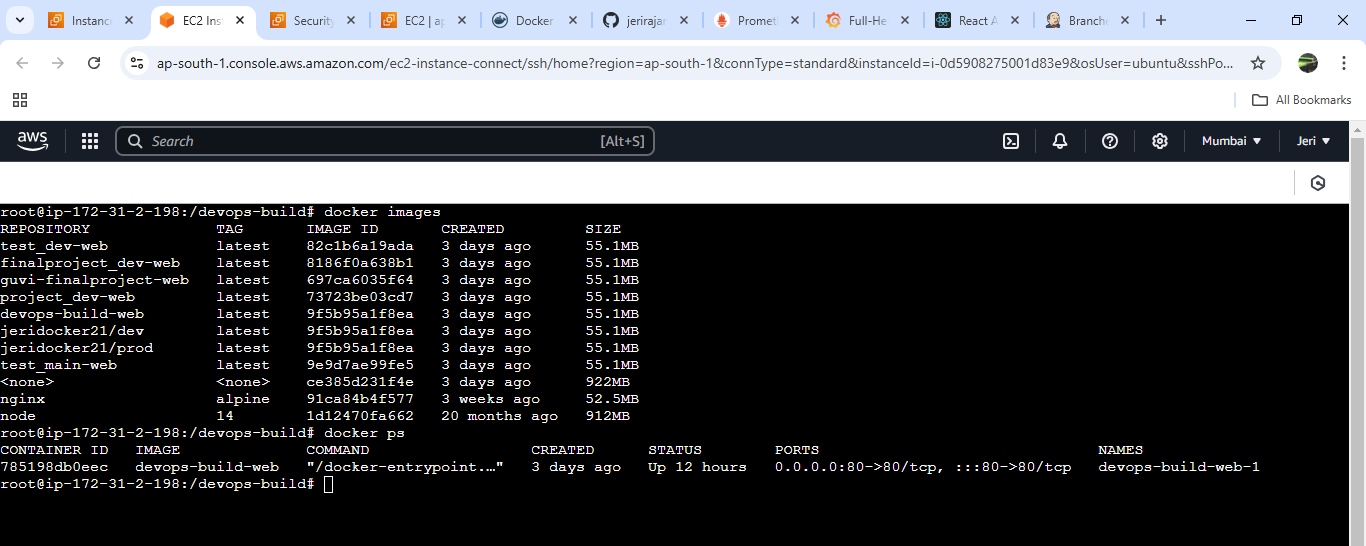 Instance
EC2 Ins
Security
EC2 | ap
Docker
jerirajan
Prometh
Full-He
React A
Branche
ap-south-1.console.aws.amazon.com/ec2-instance-connect/ssh/home?region=ap-south-1&connType=standard&instanceId=i-0d5908275001d83e9&osUser=ubuntu&sshPo...
All Bookmarks
aws
Search
[Alt+S]
Mumbai
Jeri
root@ip-172-31-2-198:/devops-build# docker images
REPOSITORY TAG IMAGE ID CREATED SIZE
test_dev-web latest 82c1b6a19ada 3 days ago 55.1MB
finalproject_dev-web latest 8186f0a638b1 3 days ago 55.1MB
guvi-finalproject-web latest 697ca6035f64 3 days ago 55.1MB
project_dev-web latest 73723be03cd7 3 days ago 55.1MB
devops-build-web latest 9f5b95a1f8ea 3 days ago 55.1MB
jeridocker21/dev latest 9f5b95a1f8ea 3 days ago 55.1MB
jeridocker21/prod latest 9f5b95a1f8ea 3 days ago 55.1MB
test_main-web latest 9e9d7ae99fe5 3 days ago 55.1MB
<none> <none> ce385d231f4e 3 days ago 922MB
nginx alpine 91ca84b4f577 3 weeks ago 52.5MB
node 14 1d12470fa662 20 months ago 912MB
root@ip-172-31-2-198:/devops-build# docker ps
CONTAINER ID IMAGE COMMAND CREATED STATUS PORTS NAMES
785198db0eec devops-build-web "/docker-entrypoint.…" 3 days ago Up 12 hours 0.0.0.0:80->80/tcp, :::80->80/tcp devops-build-web-1
root@ip-172-31-2-198:/devops-build#